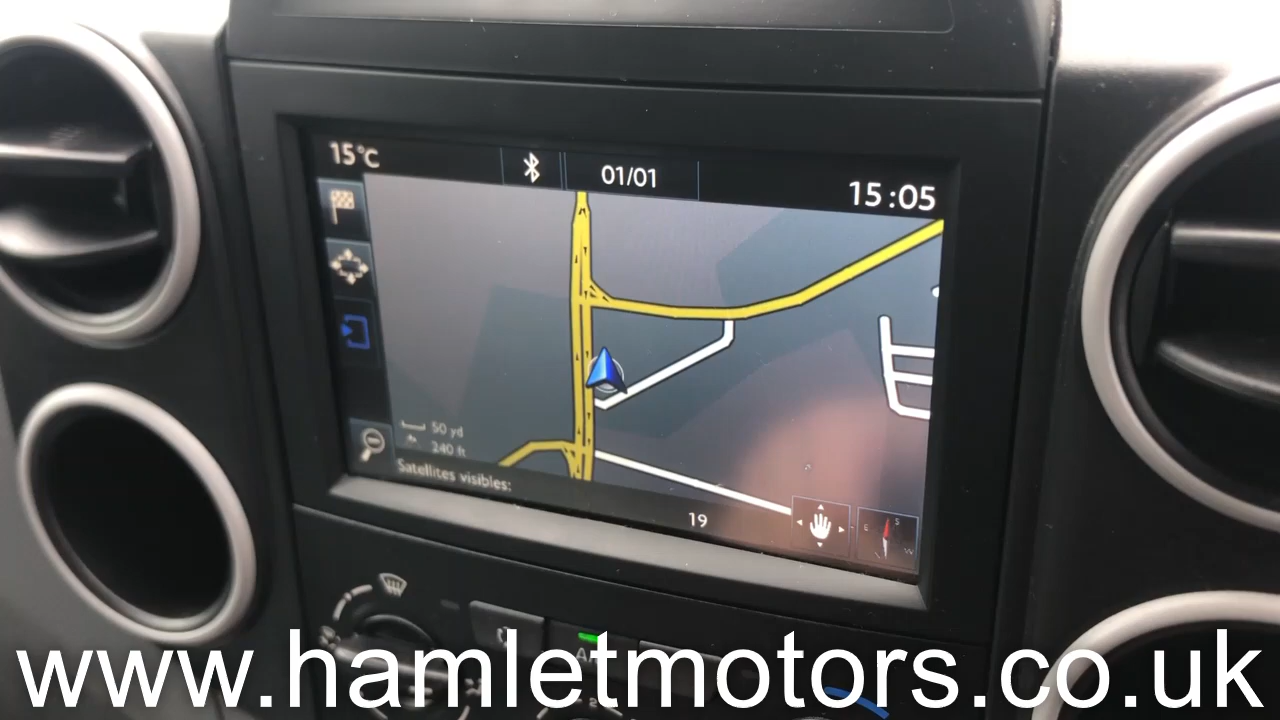 15°C
01/01
15:05
50 yd
240 ft
Satellites visibles:
19
E S
W
www.hamletmotors.co.uk